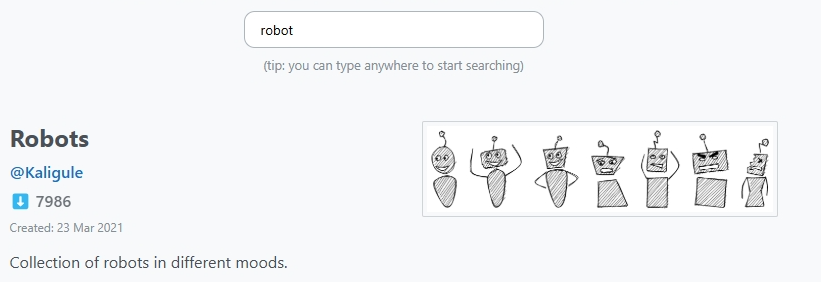 robot
(tip: you can type anywhere to start searching)
Robots
@Kaligule
7986
Created: 23 Mar 2021
Collection of robots in different moods.